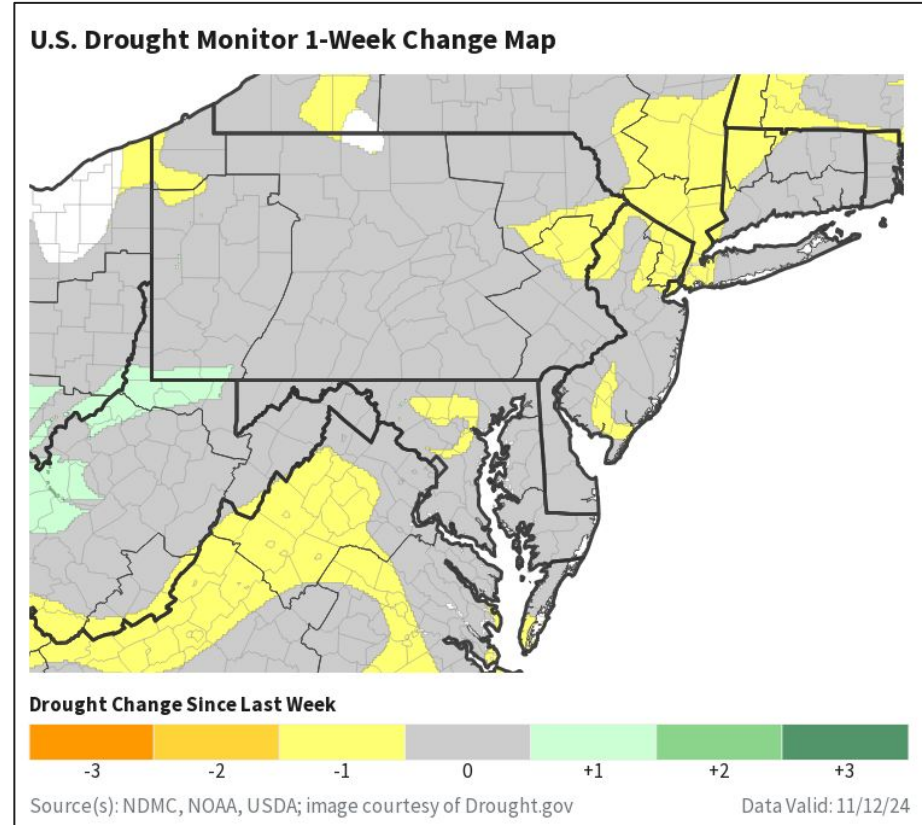 U.S. Drought Monitor 1-Week Change Map
Drought Change Since Last Week
-3 -2 -1 0 +1 +2 +3
Source(s): NDMC, NOAA, USDA; image courtesy of Drought.gov Data Valid: 11/12/24